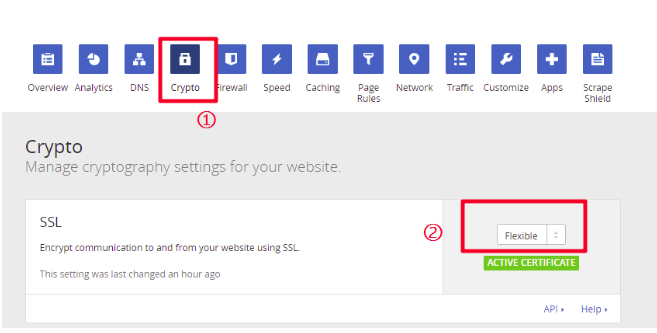 Overview Analytics DNS Crypto Firewall Speed Caching Page Rules Network Traffic Customize Apps Scrape Shield
①
Crypto
Manage cryptography settings for your website.
SSL
②
Flexible
Encrypt communication to and from your website using SSL.
ACTIVE CERTIFICATE
This setting was last changed an hour ago
API Help